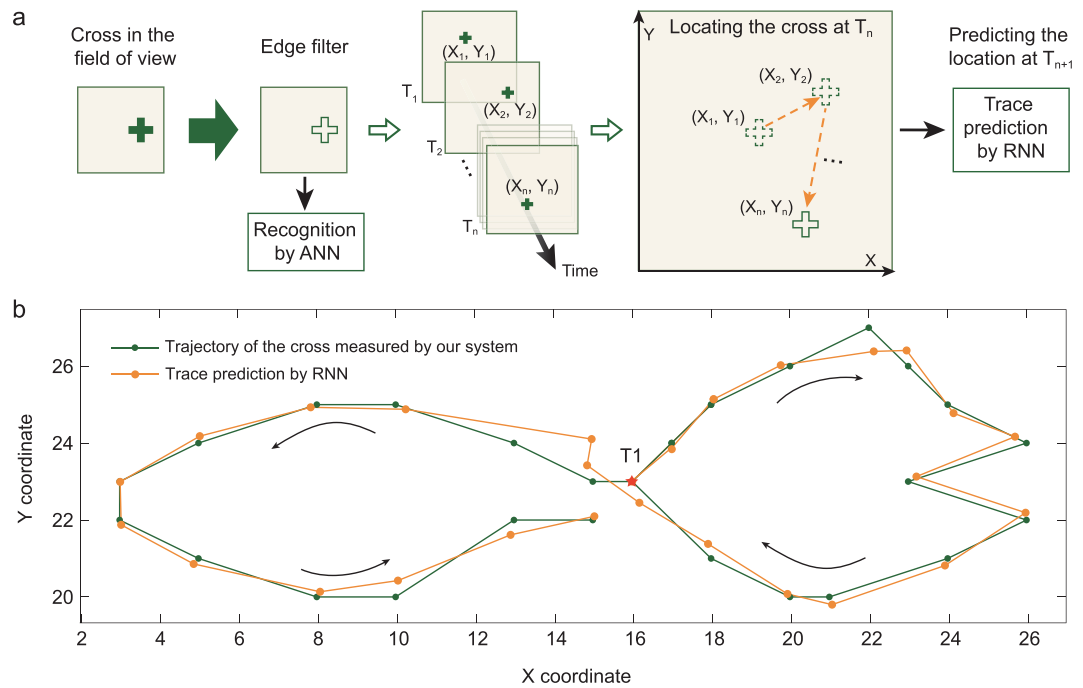 a
Cross in the
field of view
Edge filter
Recognition
by ANN
(X₁, Y₁)
T₁
(X₂, Y₂)
T₂
(Xₙ, Yₙ)
Tₙ
Time
Locating the cross at Tₙ
Y
(X₂, Y₂)
(X₁, Y₁)
(Xₙ, Yₙ)
X
Predicting the
location at Tₙ₊₁
Trace
prediction
by RNN
b
Trajectory of the cross measured by our system
Trace prediction by RNN
T1
Y coordinate
26
24
22
20
2 4 6 8 10 12 14 16 18 20 22 24 26
X coordinate